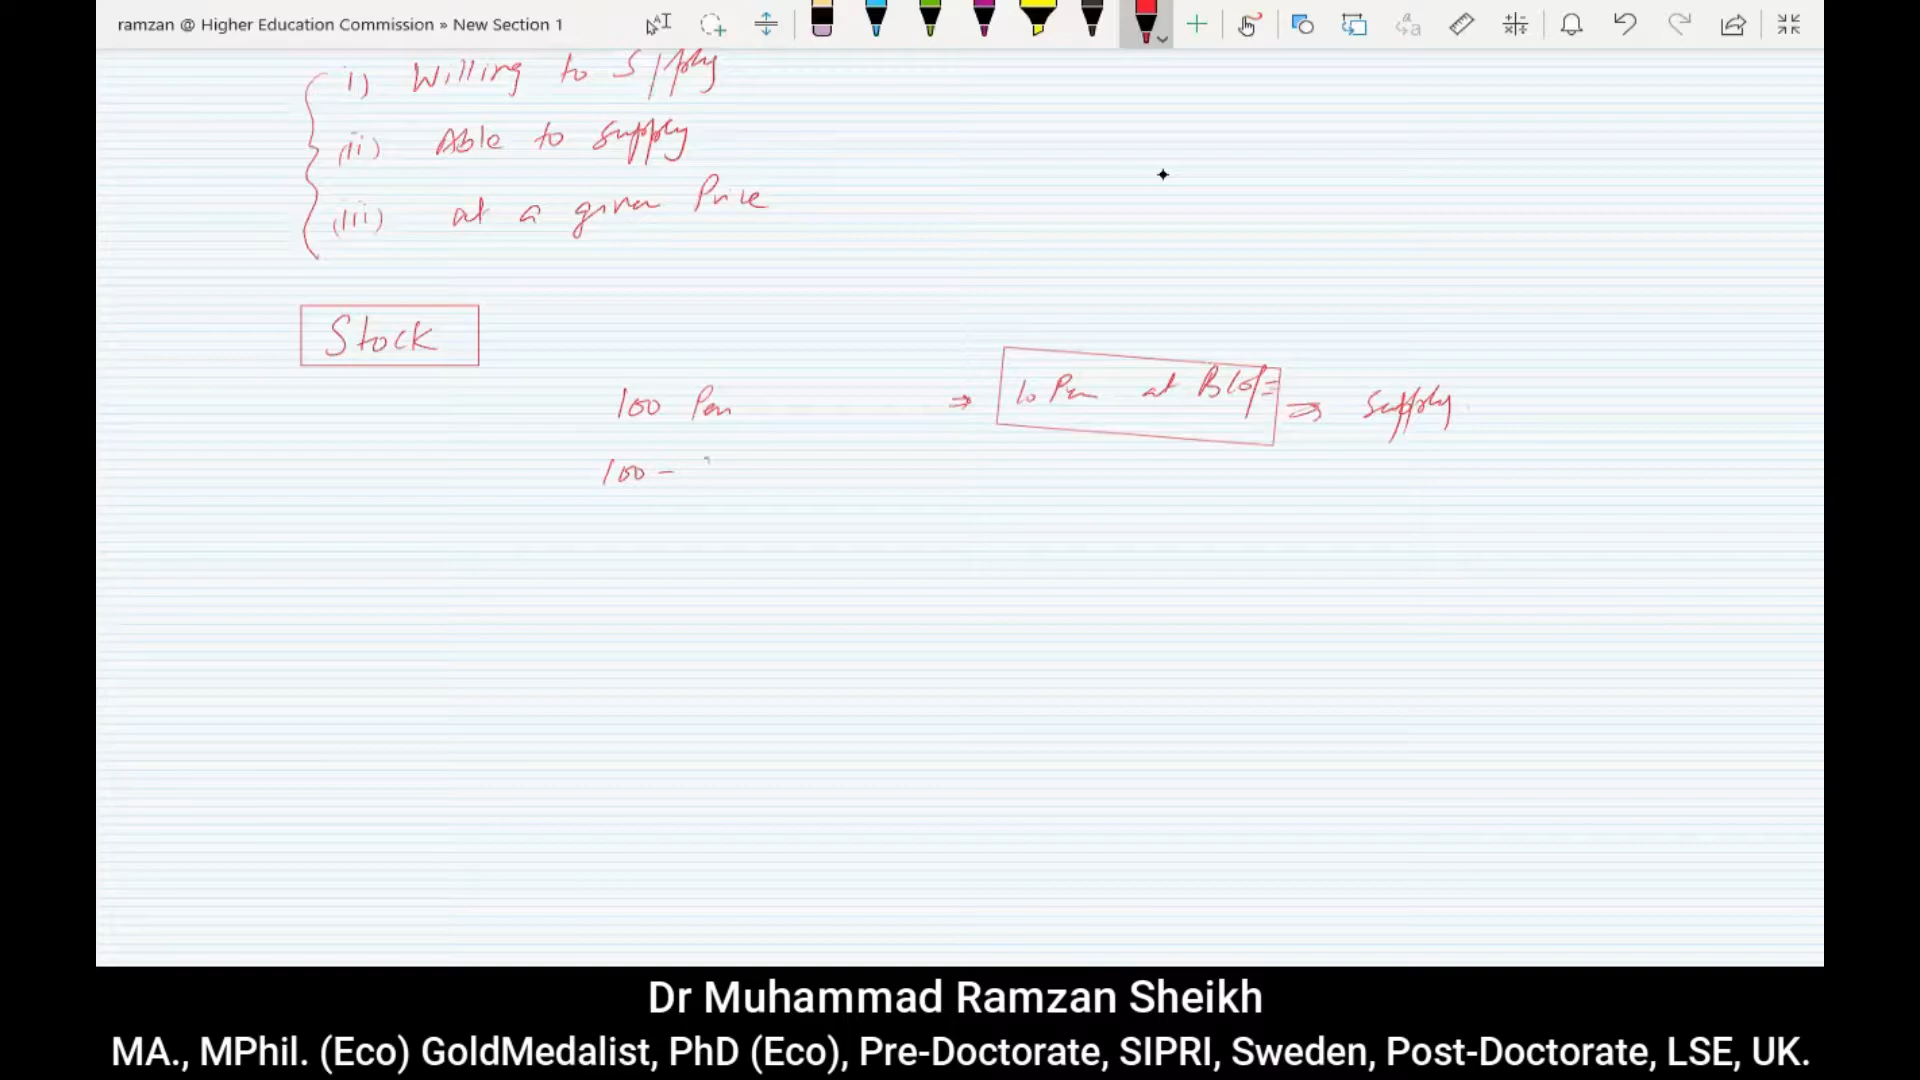 ramzan @ Higher Education Commission » New Section 1
i) Willing to Supply
(ii) Able to supply
(iii) at a given Price
Stock
100 Pen ⇒ 10 Pen at ⇒ supply
100 -
Dr Muhammad Ramzan Sheikh
MA., MPhil. (Eco) GoldMedalist, PhD (Eco), Pre-Doctorate, SIPRI, Sweden, Post-Doctorate, LSE, UK.